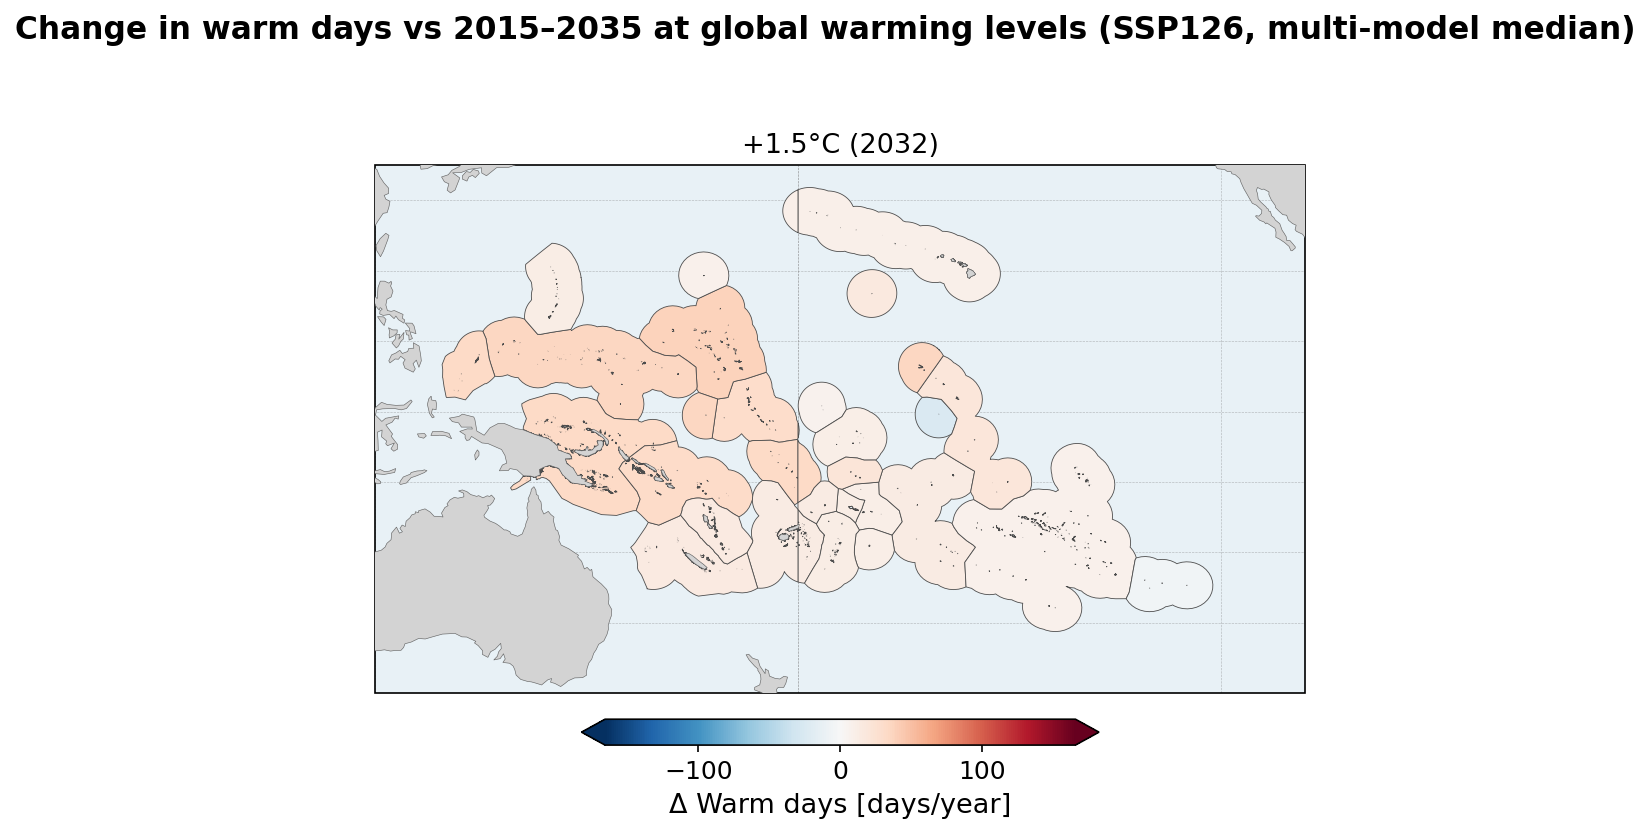 Change in warm days vs 2015–2035 at global warming levels (SSP126, multi-model median)
+1.5°C (2032)
−100 0 100
Δ Warm days [days/year]